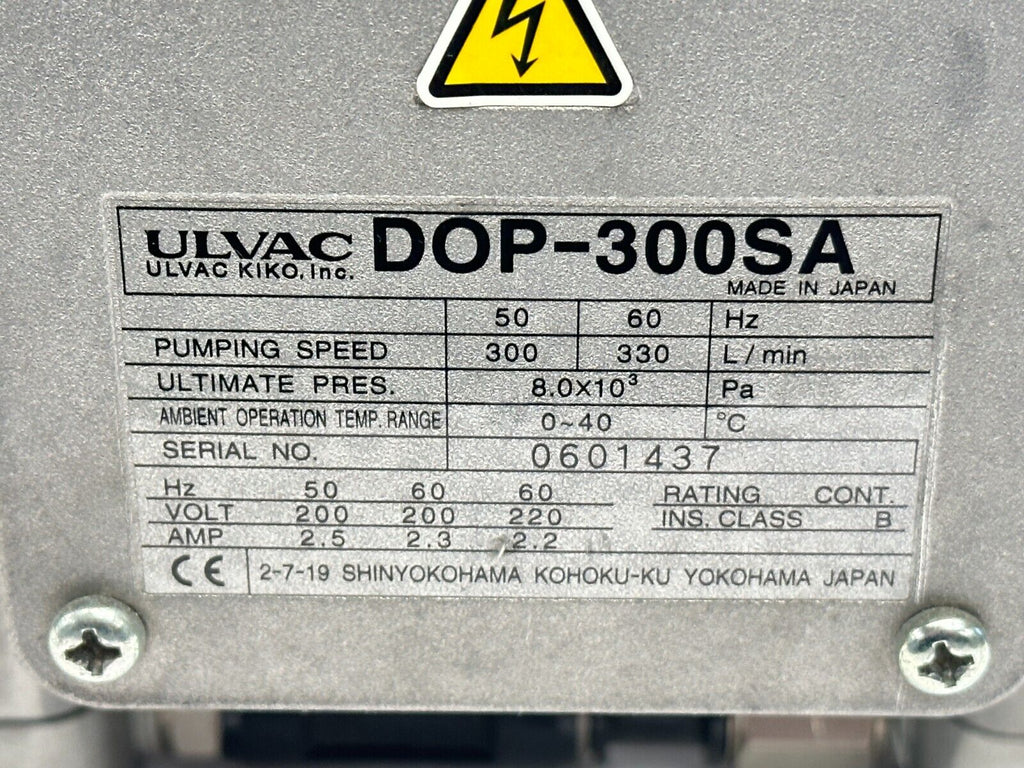 ULVAC DOP-300SA
ULVAC KIKO, Inc.
MADE IN JAPAN
50 60 Hz
PUMPING SPEED 300 330 L/min
ULTIMATE PRES. 8.0×10³ Pa
AMBIENT OPERATION TEMP. RANGE 0~40 °C
SERIAL NO. 0601437
Hz 50 60 60 RATING CONT.
VOLT 200 200 220 INS. CLASS B
AMP 2.5 2.3 2.2
CE 2-7-19 SHINYOKOHAMA KOHOKU-KU YOKOHAMA JAPAN